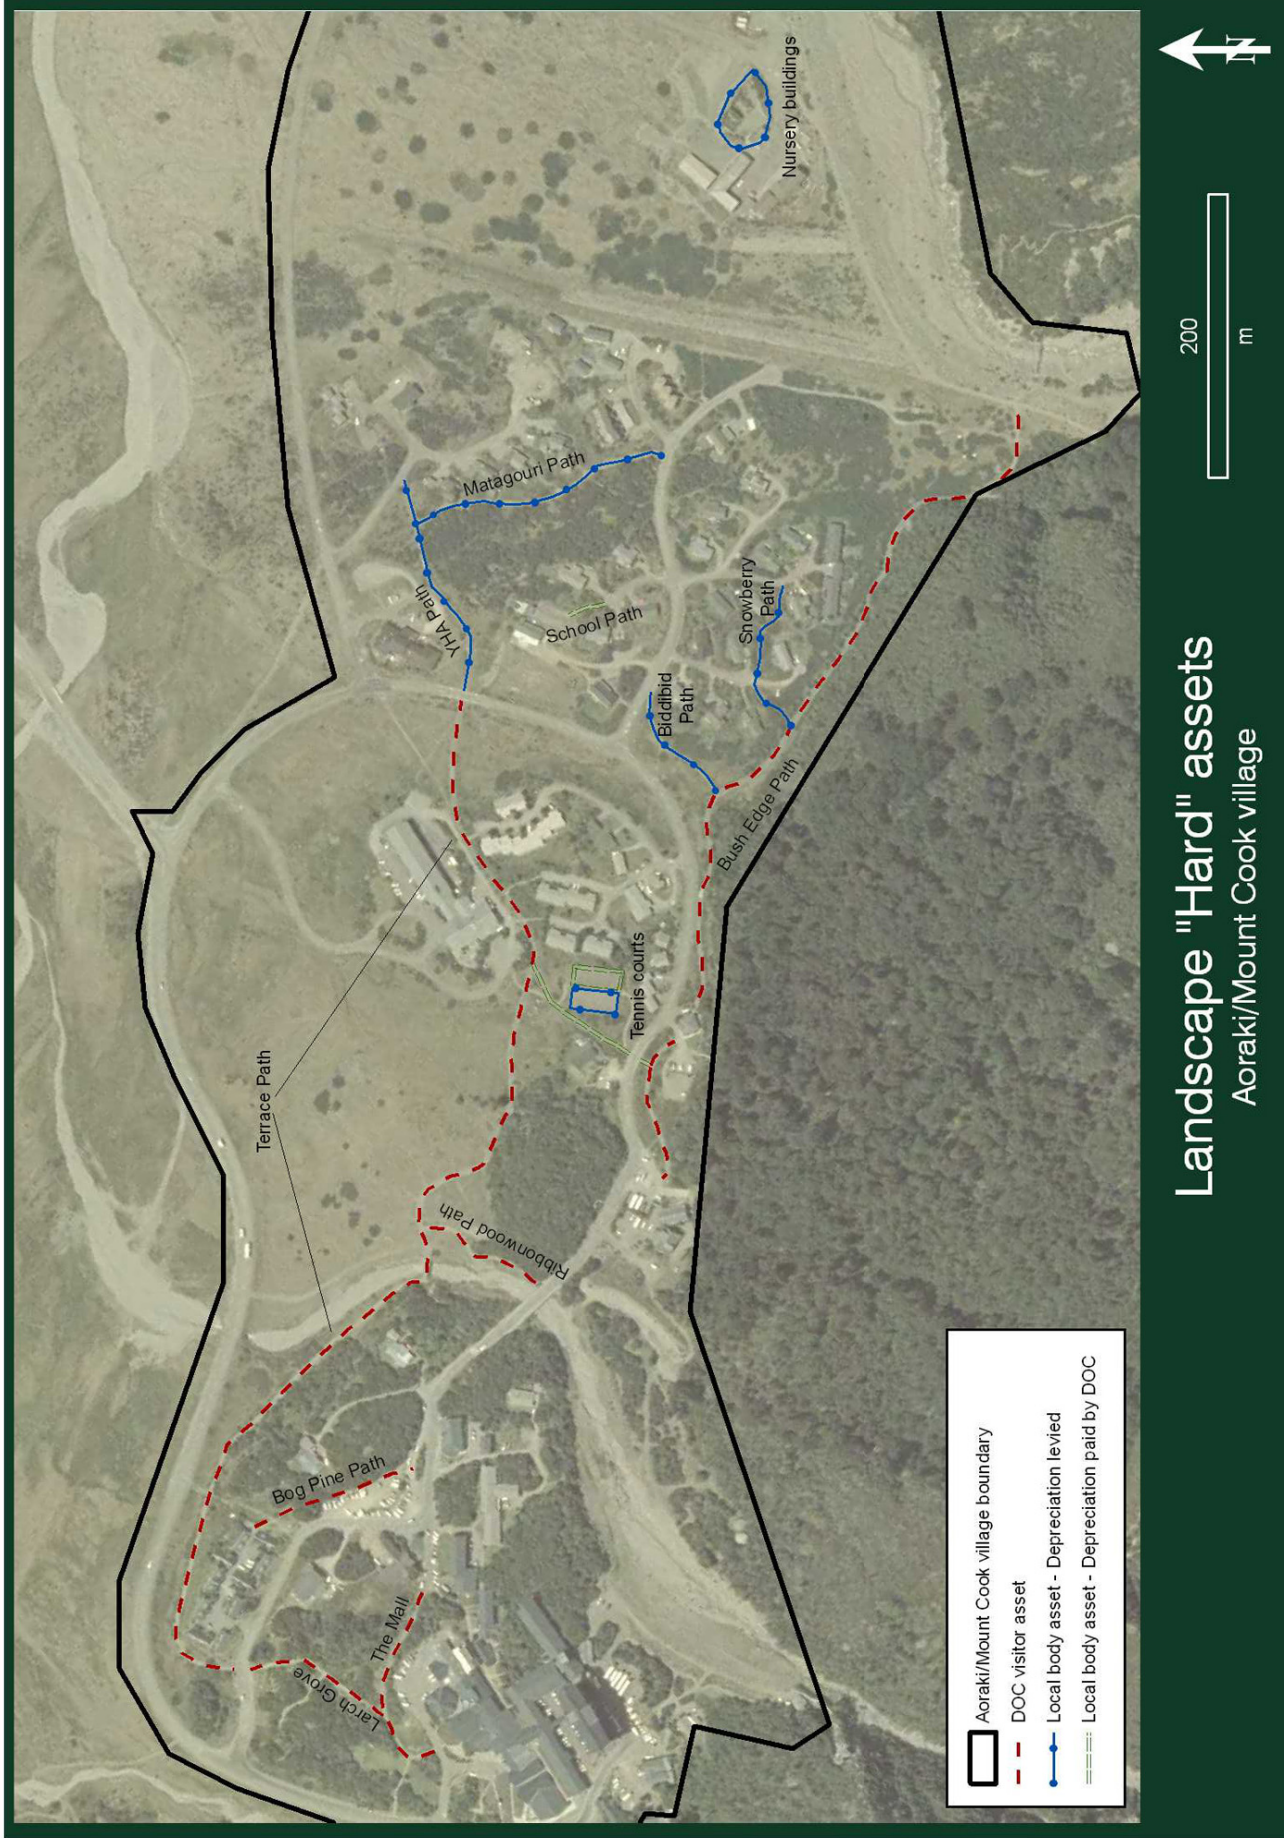 Nursery buildings
Matagouri Path
YHA Path
School Path
Snowberry
Path
Biddibid
Path
Bush Edge Path
Tennis courts
Terrace Path
Ribbonwood Path
Bog Pine Path
The Mall
Larch Grove
Aoraki/Mount Cook village boundary
DOC visitor asset
Local body asset - Depreciation levied
Local body asset - Depreciation paid by DOC
Landscape "Hard" assets
Aoraki/Mount Cook village
200
m
N